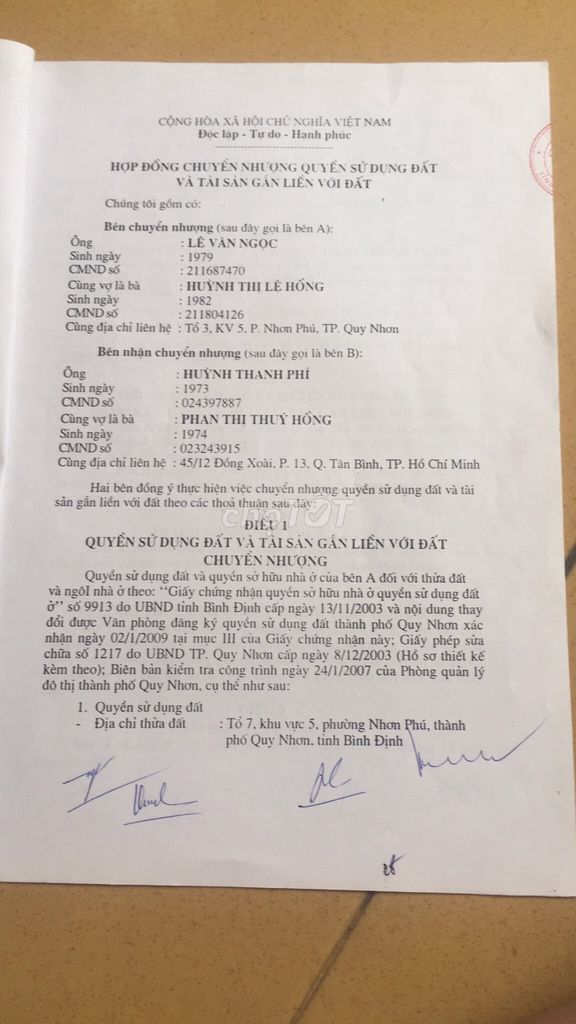 CỘNG HÒA XÃ HỘI CHỦ NGHĨA VIỆT NAM
Độc lập - Tự do - Hạnh phúc
HỢP ĐỒNG CHUYỂN NHƯỢNG QUYỀN SỬ DỤNG ĐẤT
VÀ TÀI SẢN GẮN LIỀN VỚI ĐẤT
Chúng tôi gồm có:
Bên chuyển nhượng (sau đây gọi là bên A):
Ông : LÊ VĂN NGỌC
Sinh ngày : 1979
CMND số : 211687470
Cùng vợ là bà : HUỲNH THỊ LỆ HỒNG
Sinh ngày : 1982
CMND số : 211804126
Cùng địa chỉ liên hệ : Tổ 3, KV 5, P. Nhơn Phú, TP. Quy Nhơn
Bên nhận chuyển nhượng (sau đây gọi là bên B):
Ông : HUỲNH THANH PHÍ
Sinh ngày : 1973
CMND số : 024397887
Cùng vợ là bà : PHAN THỊ THUÝ HỒNG
Sinh ngày : 1974
CMND số : 023243915
Cùng địa chỉ liên hệ : 45/12 Đồng Xoài, P. 13, Q. Tân Bình, TP. Hồ Chí Minh
Hai bên đồng ý thực hiện việc chuyển nhượng quyền sử dụng đất và tài
sản gắn liền với đất theo các thoả thuận sau đây:
chợTỐT
ĐIỀU 1
QUYỀN SỬ DỤNG ĐẤT VÀ TÀI SẢN GẮN LIỀN VỚI ĐẤT
CHUYỂN NHƯỢNG
Quyền sử dụng đất và quyền sở hữu nhà ở của bên A đối với thửa đất
và ngôI nhà ở theo: “Giấy chứng nhận quyền sở hữu nhà ở quyền sử dụng đất
ở” số 9913 do UBND tỉnh Bình Định cấp ngày 13/11/2003 và nội dung thay
đổi được Văn phòng đăng ký quyền sử dụng đất thành phố Quy Nhơn xác
nhận ngày 02/1/2009 tại mục III của Giấy chứng nhận này; Giấy phép sửa
chữa số 1217 do UBND TP. Quy Nhơn cấp ngày 8/12/2003 (Hồ sơ thiết kế
kèm theo); Biên bản kiểm tra công trình ngày 24/1/2007 của Phòng quản lý
đô thị thành phố Quy Nhơn, cụ thể như sau:
1. Quyền sử dụng đất
- Địa chỉ thửa đất : Tổ 7, khu vực 5, phường Nhơn Phú, thành
phố Quy Nhơn, tỉnh Bình Định